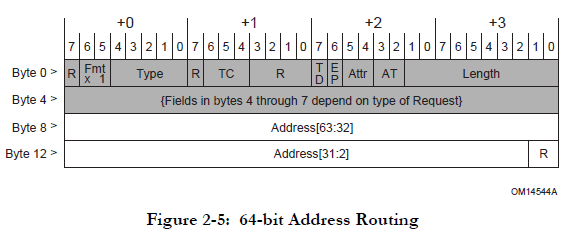 +0 +1 +2 +3
7 6 5 4 3 2 1 0 7 6 5 4 3 2 1 0 7 6 5 4 3 2 1 0 7 6 5 4 3 2 1 0
Byte 0 > R Fmt x 1 Type R TC R TD EP Attr AT Length
Byte 4 > {Fields in bytes 4 through 7 depend on type of Request}
Byte 8 > Address[63:32]
Byte 12 > Address[31:2] R
OM14544A
Figure 2-5: 64-bit Address Routing